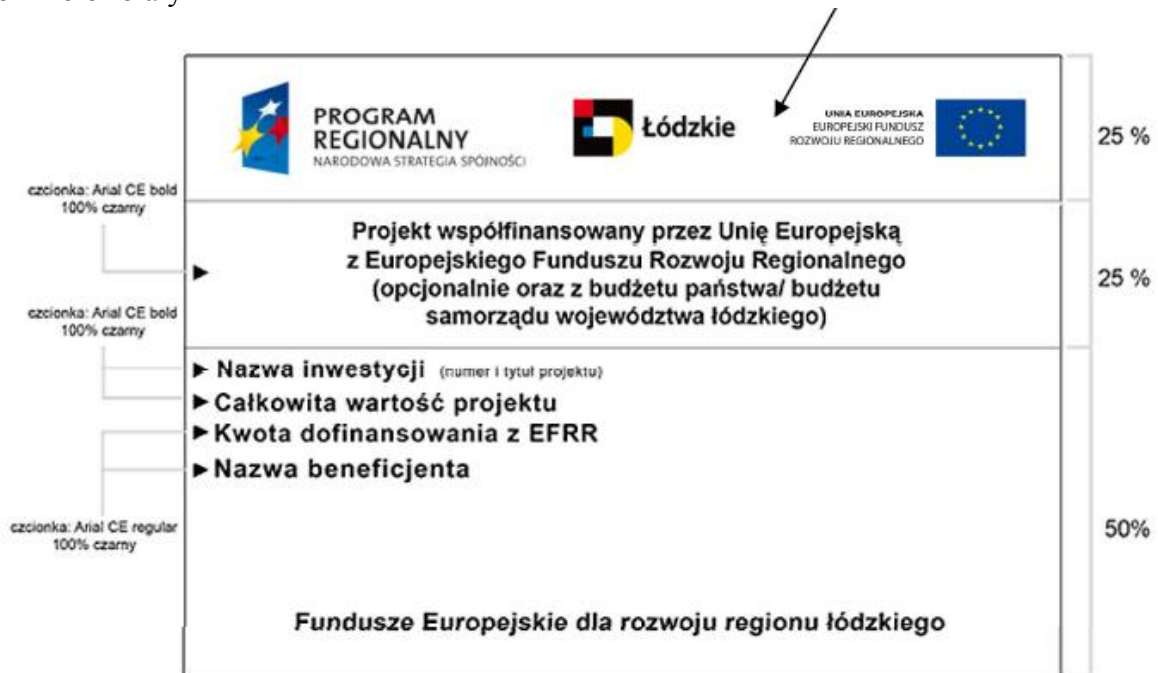 PROGRAM
REGIONALNY
NARODOWA STRATEGIA SPÓJNOŚCI
Łódzkie
UNIA EUROPEJSKA
EUROPEJSKI FUNDUSZ
ROZWOJU REGIONALNEGO
25 %
czcionka: Arial CE bold
100% czarny
Projekt współfinansowany przez Unię Europejską
z Europejskiego Funduszu Rozwoju Regionalnego
(opcjonalnie oraz z budżetu państwa/ budżetu
samorządu województwa łódzkiego)
25 %
czcionka: Arial CE bold
100% czarny
Nazwa inwestycji (numer i tytuł projektu)
Całkowita wartość projektu
Kwota dofinansowania z EFRR
Nazwa beneficjenta
czcionka: Arial CE regular
100% czarny
50%
Fundusze Europejskie dla rozwoju regionu łódzkiego